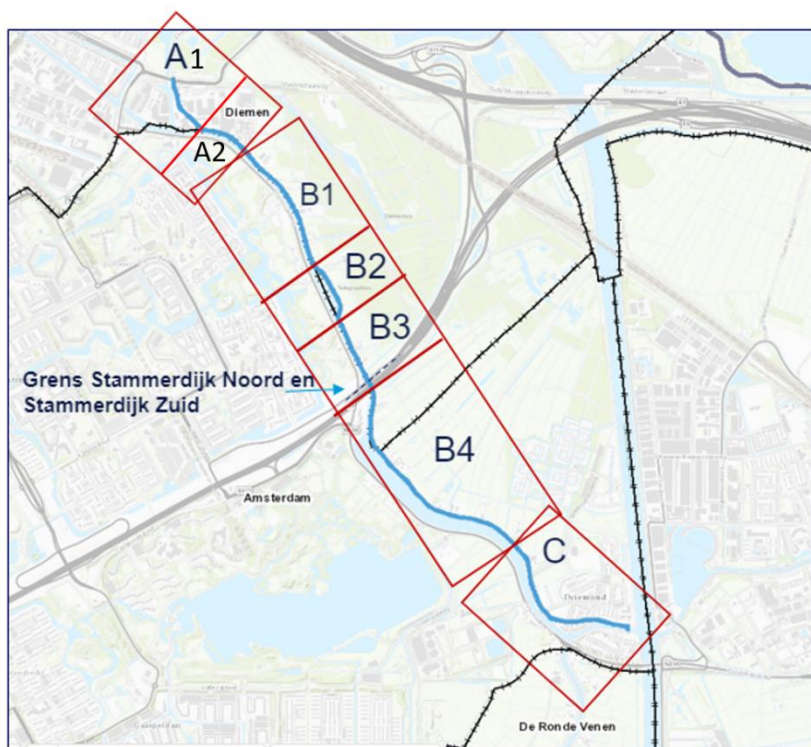 A1
Diemen
A2
B1
B2
B3
Grens Stammerdijk Noord en
Stammerdijk Zuid
B4
Amsterdam
C
Driemond
De Ronde Venen